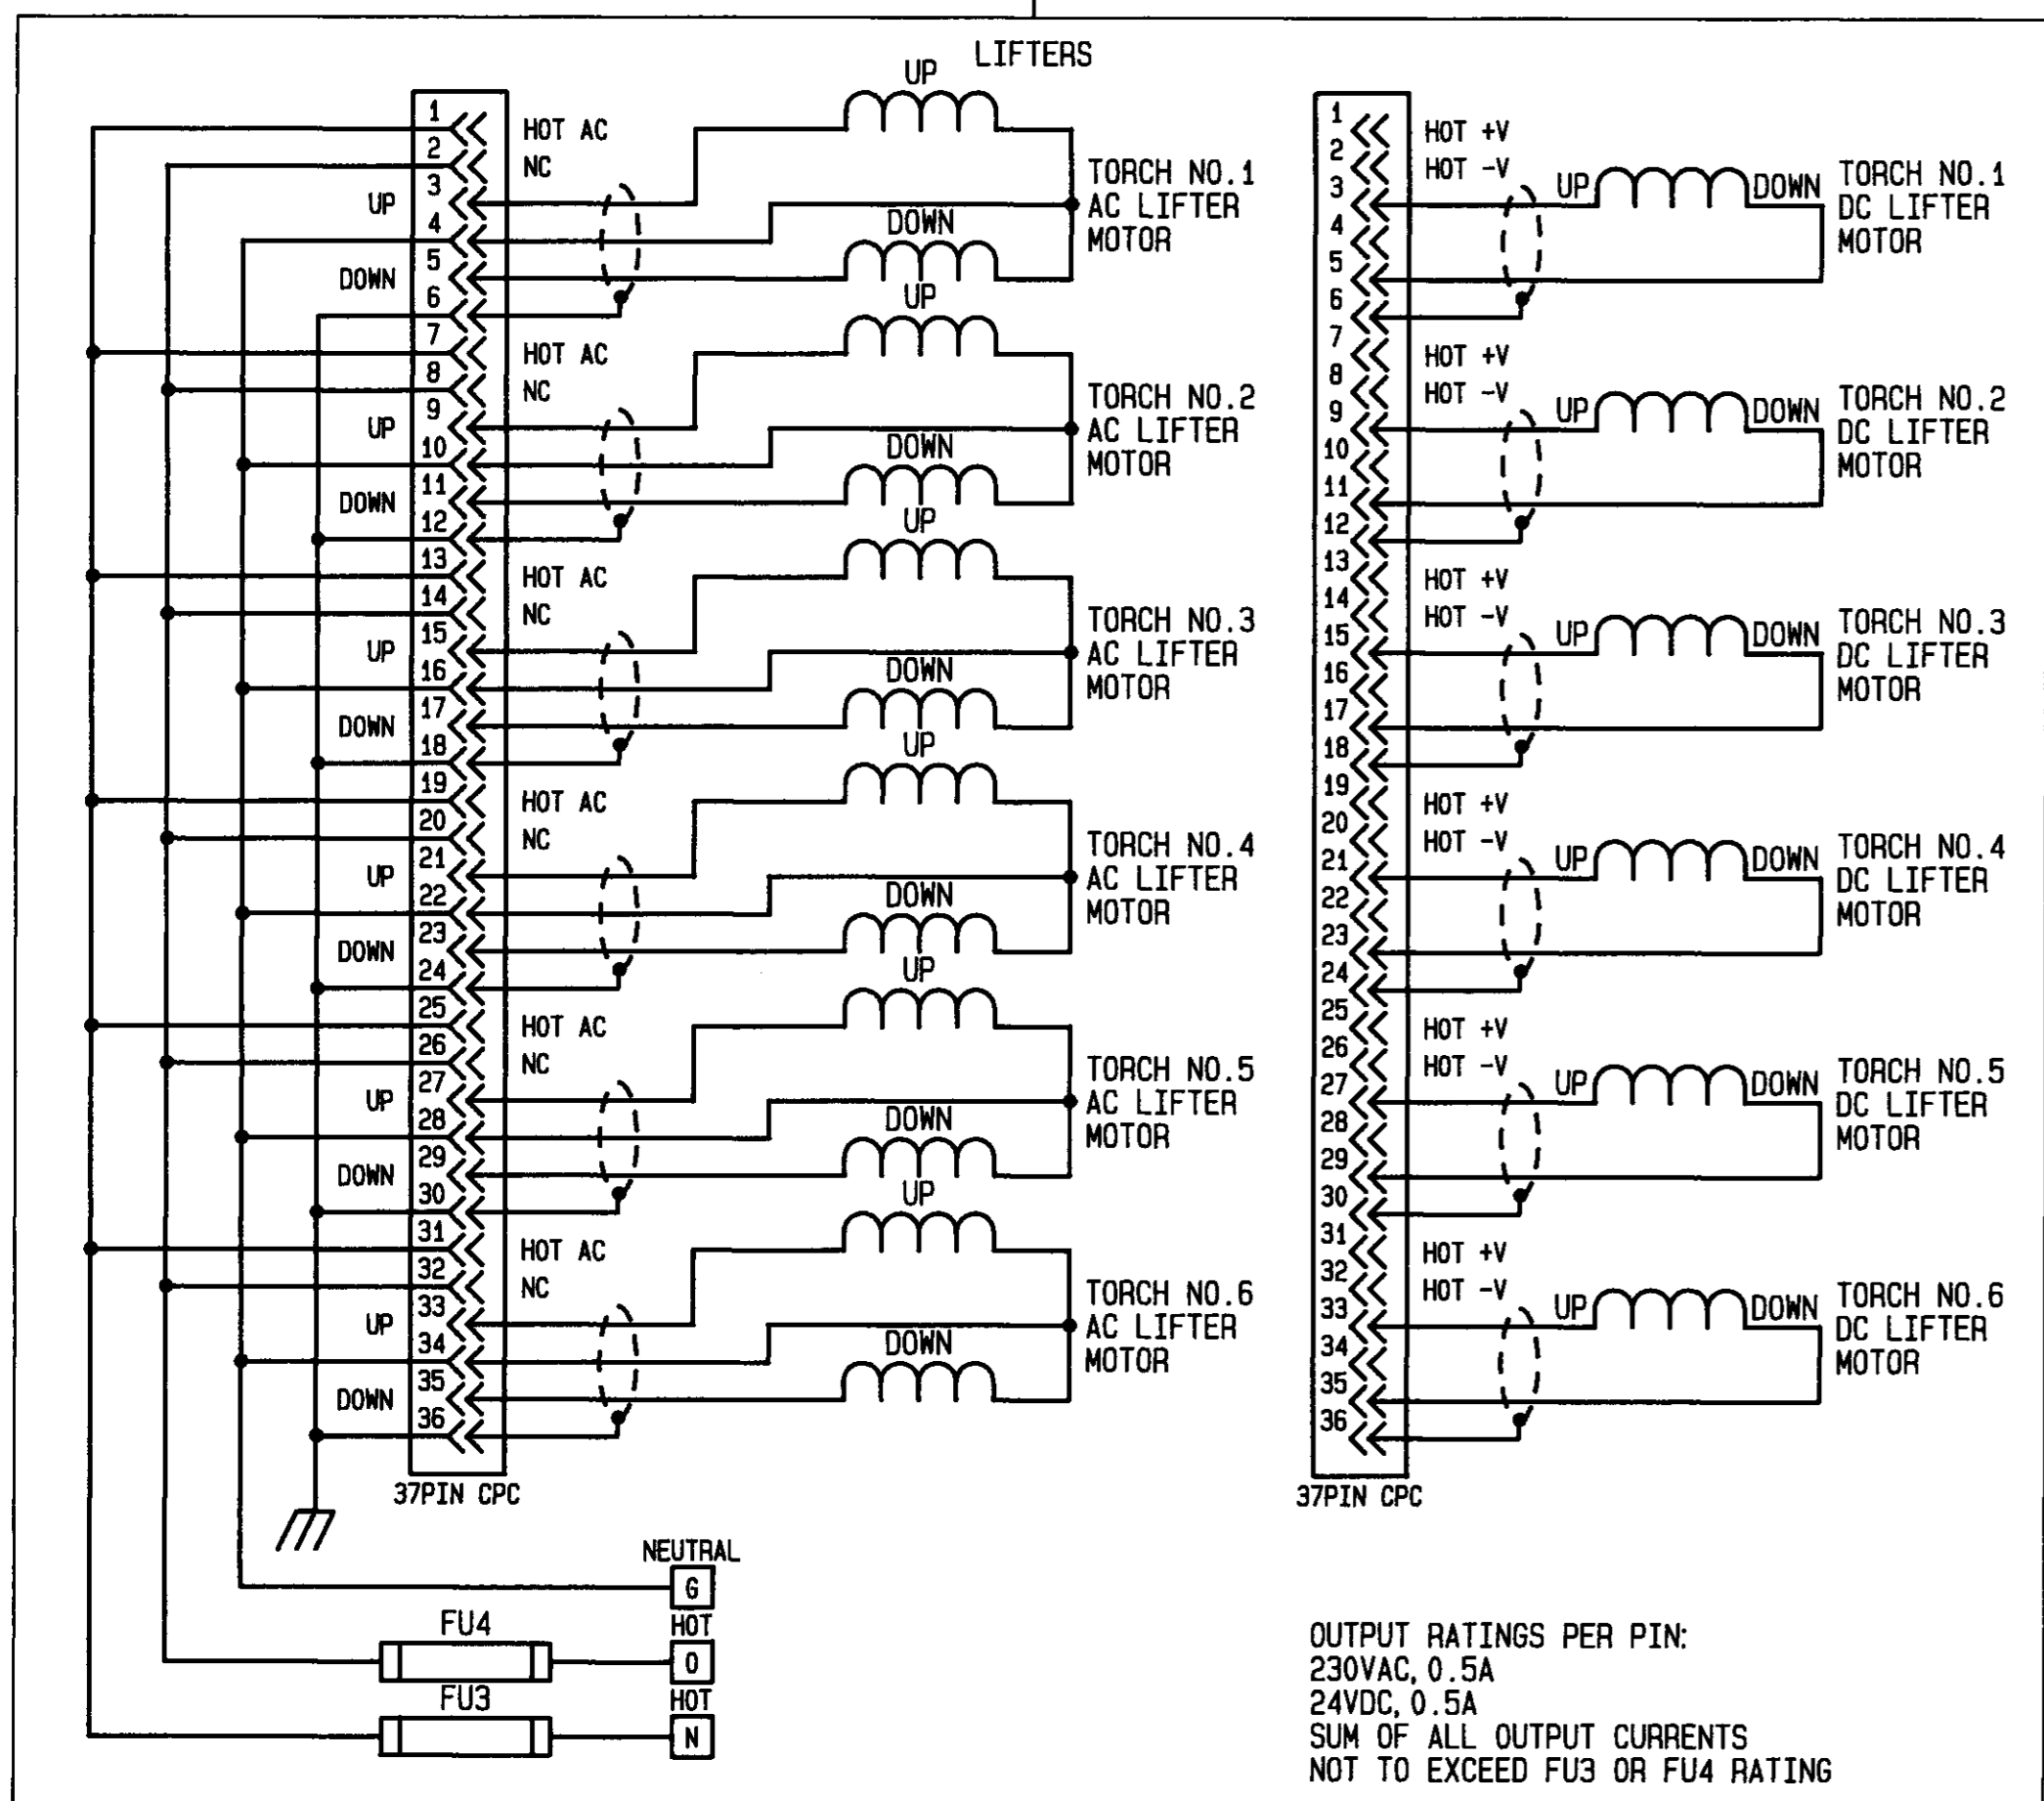 LIFTERS
1
HOT AC
2
NC
3
UP
4
5
DOWN
6
UP
DOWN
TORCH NO.1
AC LIFTER
MOTOR
7
HOT AC
8
NC
9
UP
10
11
DOWN
12
UP
DOWN
TORCH NO.2
AC LIFTER
MOTOR
13
HOT AC
14
NC
15
UP
16
17
DOWN
18
UP
DOWN
TORCH NO.3
AC LIFTER
MOTOR
19
HOT AC
20
NC
21
UP
22
23
DOWN
24
UP
DOWN
TORCH NO.4
AC LIFTER
MOTOR
25
HOT AC
26
NC
27
UP
28
29
DOWN
30
UP
DOWN
TORCH NO.5
AC LIFTER
MOTOR
31
HOT AC
32
NC
33
UP
34
35
DOWN
36
UP
DOWN
TORCH NO.6
AC LIFTER
MOTOR
37PIN CPC
NEUTRAL
G
FU4
HOT
O
FU3
HOT
N
1
HOT +V
2
HOT -V
3
4
5
6
UP
DOWN
TORCH NO.1
DC LIFTER
MOTOR
7
HOT +V
8
HOT -V
9
10
11
12
UP
DOWN
TORCH NO.2
DC LIFTER
MOTOR
13
HOT +V
14
HOT -V
15
16
17
18
UP
DOWN
TORCH NO.3
DC LIFTER
MOTOR
19
HOT +V
20
HOT -V
21
22
23
24
UP
DOWN
TORCH NO.4
DC LIFTER
MOTOR
25
HOT +V
26
HOT -V
27
28
29
30
UP
DOWN
TORCH NO.5
DC LIFTER
MOTOR
31
HOT +V
32
HOT -V
33
34
35
36
UP
DOWN
TORCH NO.6
DC LIFTER
MOTOR
37PIN CPC
OUTPUT RATINGS PER PIN:
230VAC, 0.5A
24VDC, 0.5A
SUM OF ALL OUTPUT CURRENTS
NOT TO EXCEED FU3 OR FU4 RATING